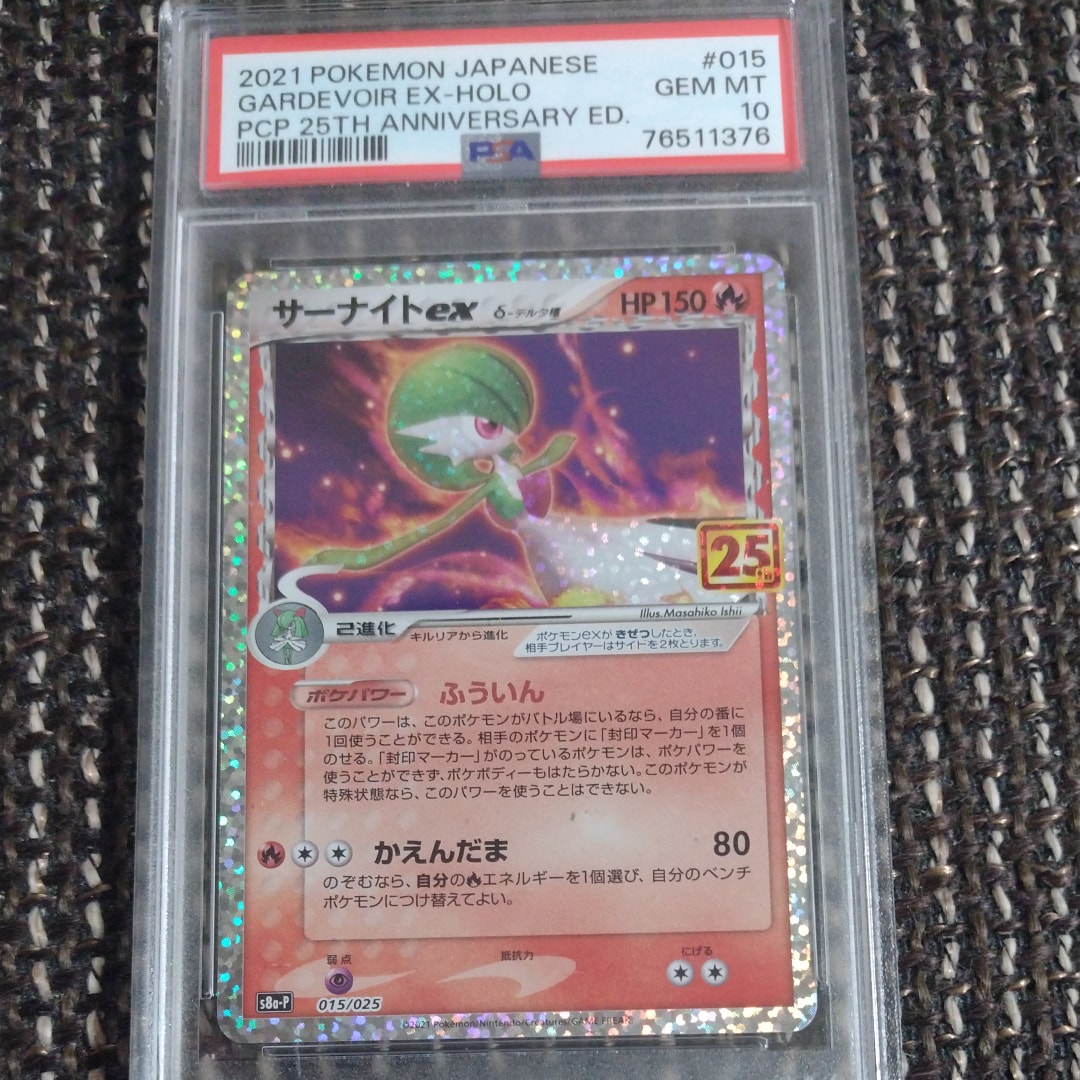 2021 POKEMON JAPANESE #015
GARDEVOIR EX-HOLO GEM MT
PCP 25TH ANNIVERSARY ED. 10
PSA 76511376
サーナイトex δ-デルタ種 HP150
25th
Illus.Masahiko Ishii
2進化 キルリアから進化
ポケモンexが きぜつしたとき、
相手プレイヤーはサイドを2枚とります。
ポケパワー ふういん
このパワーは、このポケモンがバトル場にいるなら、自分の番に
1回使うことができる。相手のポケモンに「封印マーカー」を1個
のせる。「封印マーカー」がのっているポケモンは、ポケパワーを
使うことができず、ポケボディーもはたらかない。このポケモンが
特殊状態なら、このパワーを使うことはできない。
かえんだま 80
のぞむなら、自分のエネルギーを1個選び、自分のベンチ
ポケモンにつけ替えてよい。
弱点 抵抗力 にげる
s8a-P 015/025
©2021 Pokémon/Nintendo/Creatures/GAME FREAK